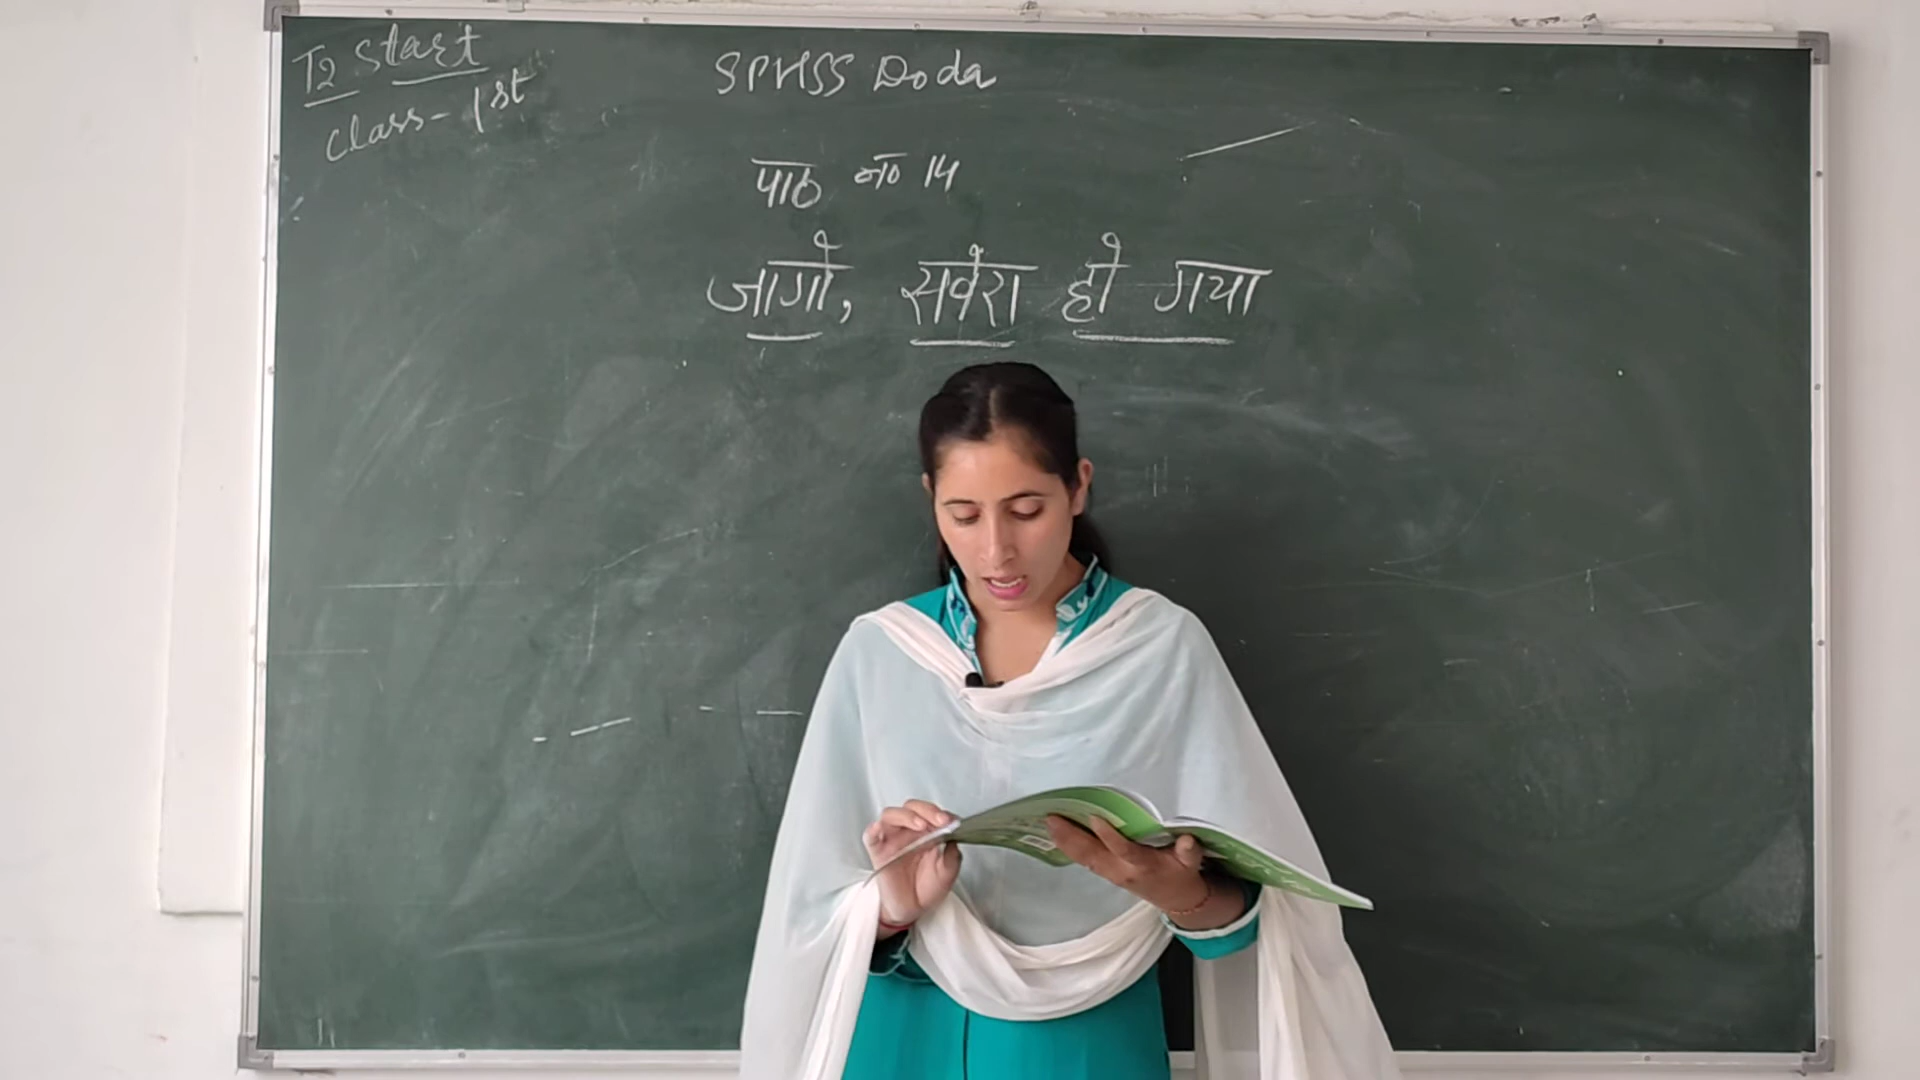 T2 Start
Class- 1st
SPHSS Doda
पाठ नं० 14
जागो, सवेरा हो गया